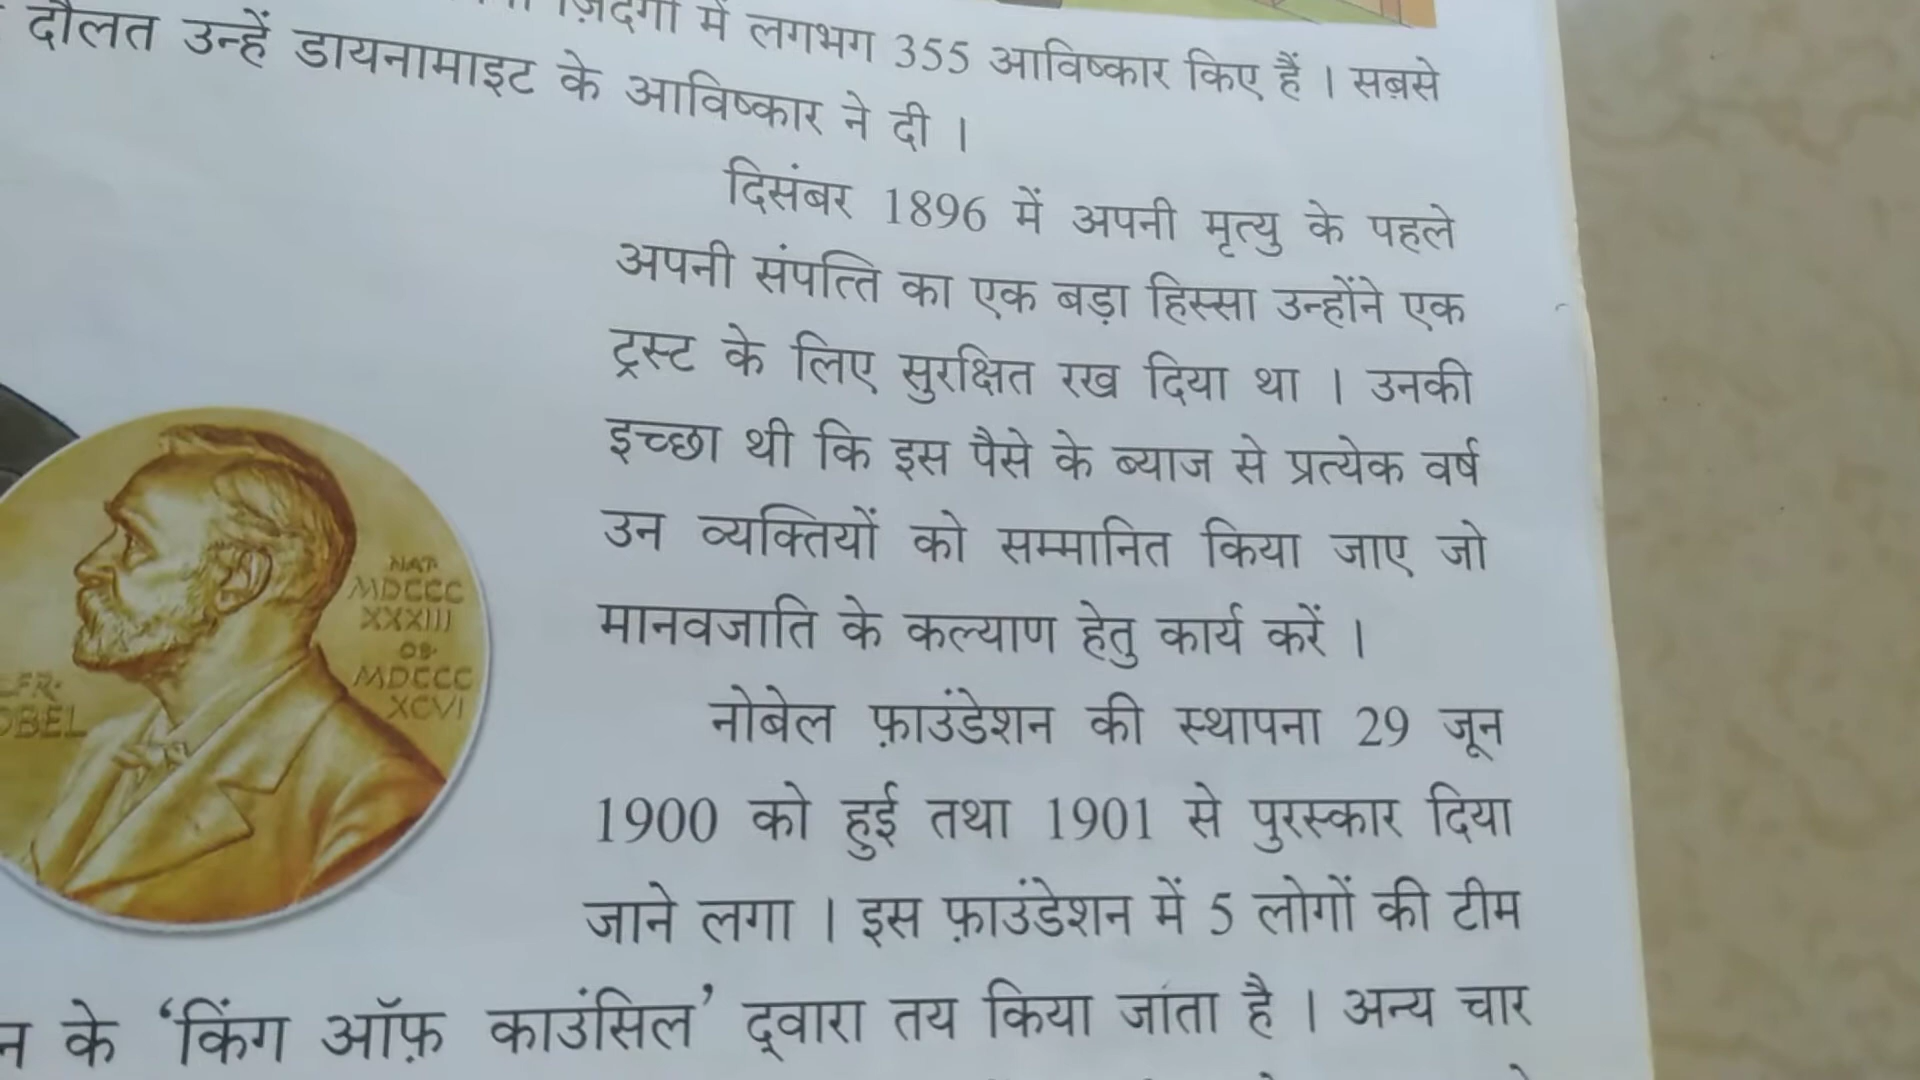 में लगभग 355 आविष्कार किए हैं । सबसे
दौलत उन्हें डायनामाइट के आविष्कार ने दी ।
दिसंबर 1896 में अपनी मृत्यु के पहले
अपनी संपत्ति का एक बड़ा हिस्सा उन्होंने एक
ट्रस्ट के लिए सुरक्षित रख दिया था । उनकी
इच्छा थी कि इस पैसे के ब्याज से प्रत्येक वर्ष
उन व्यक्तियों को सम्मानित किया जाए जो
मानवजाति के कल्याण हेतु कार्य करें ।
NAT·
MDCCC
XXXIII
OB·
MDCCC
XCVI
नोबेल फ़ाउंडेशन की स्थापना 29 जून
1900 को हुई तथा 1901 से पुरस्कार दिया
जाने लगा । इस फ़ाउंडेशन में 5 लोगों की टीम
के ‘किंग ऑफ़ काउंसिल’ द्‌वारा तय किया जाता है । अन्य चार